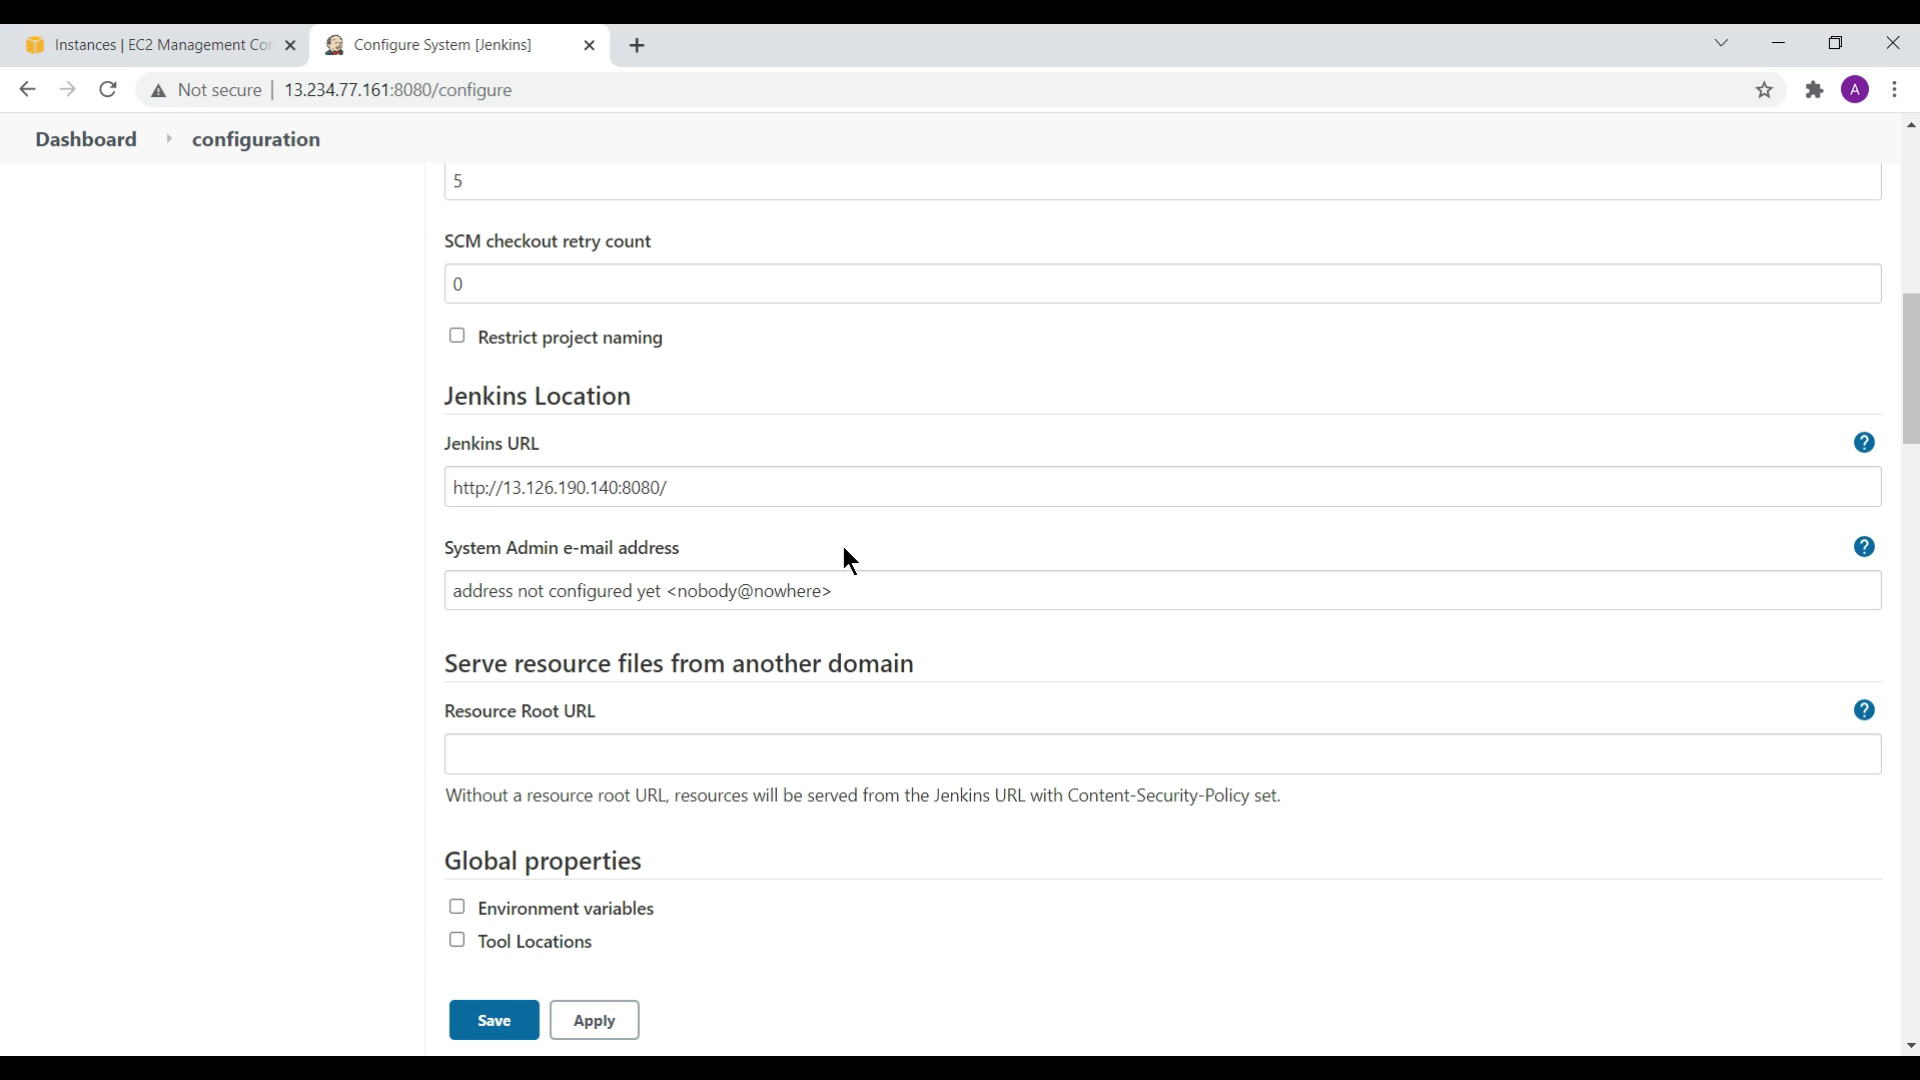 Instances | EC2 Management Con
Configure System [Jenkins]
Not secure | 13.234.77.161:8080/configure
A
Dashboard
configuration
5
SCM checkout retry count
0
Restrict project naming
Jenkins Location
Jenkins URL
?
http://13.126.190.140:8080/
System Admin e-mail address
?
address not configured yet <nobody@nowhere>
Serve resource files from another domain
Resource Root URL
?
Without a resource root URL, resources will be served from the Jenkins URL with Content-Security-Policy set.
Global properties
Environment variables
Tool Locations
Save
Apply